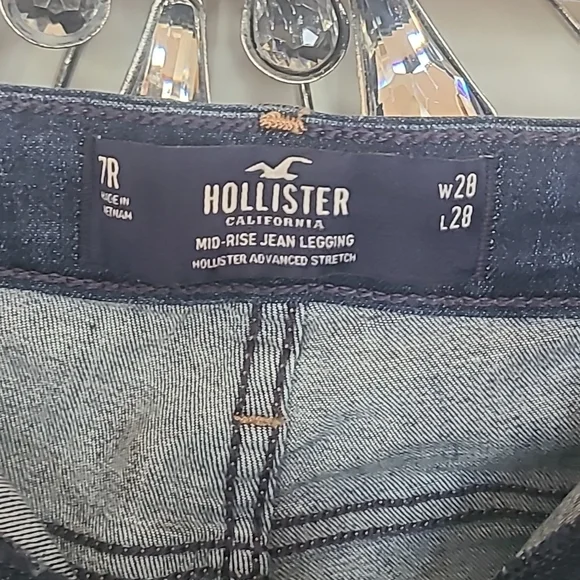 7R
MADE IN
VIETNAM
HOLLISTER
CALIFORNIA
MID-RISE JEAN LEGGING
HOLLISTER ADVANCED STRETCH
W28
L28